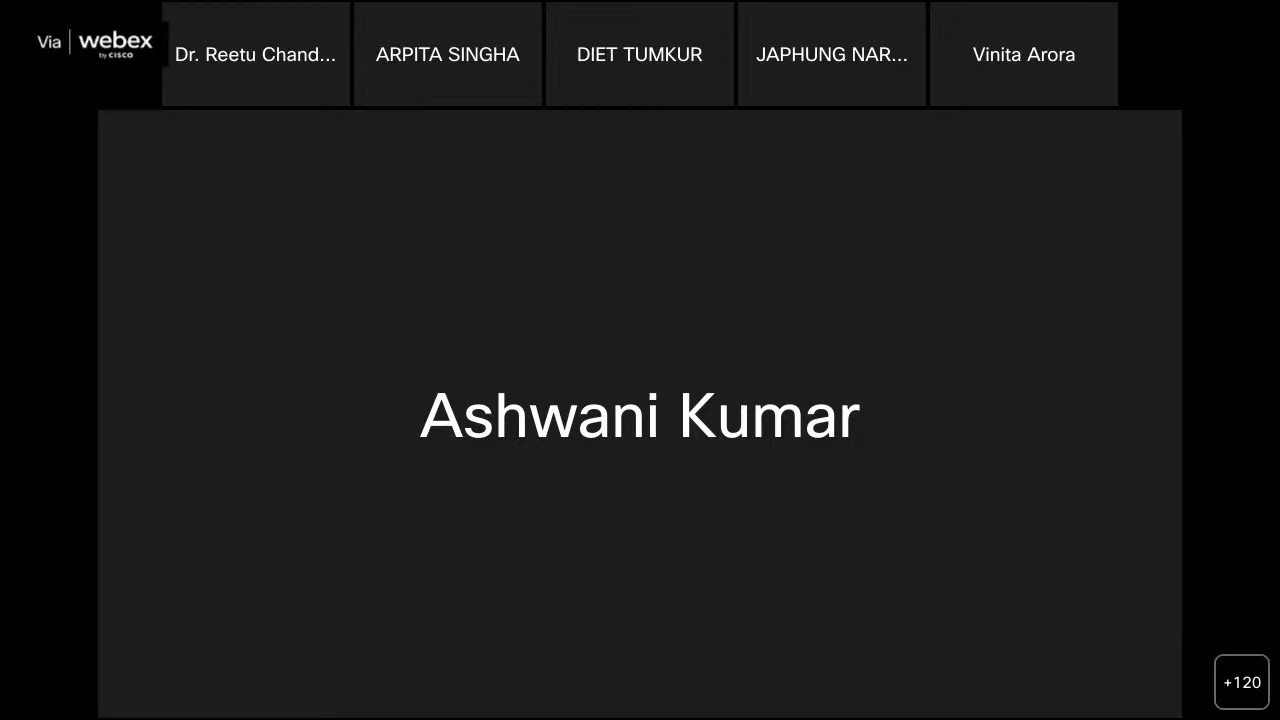 Via webex
by CISCO
Dr. Reetu Chand...
ARPITA SINGHA
DIET TUMKUR
JAPHUNG NAR...
Vinita Arora
Ashwani Kumar
+120